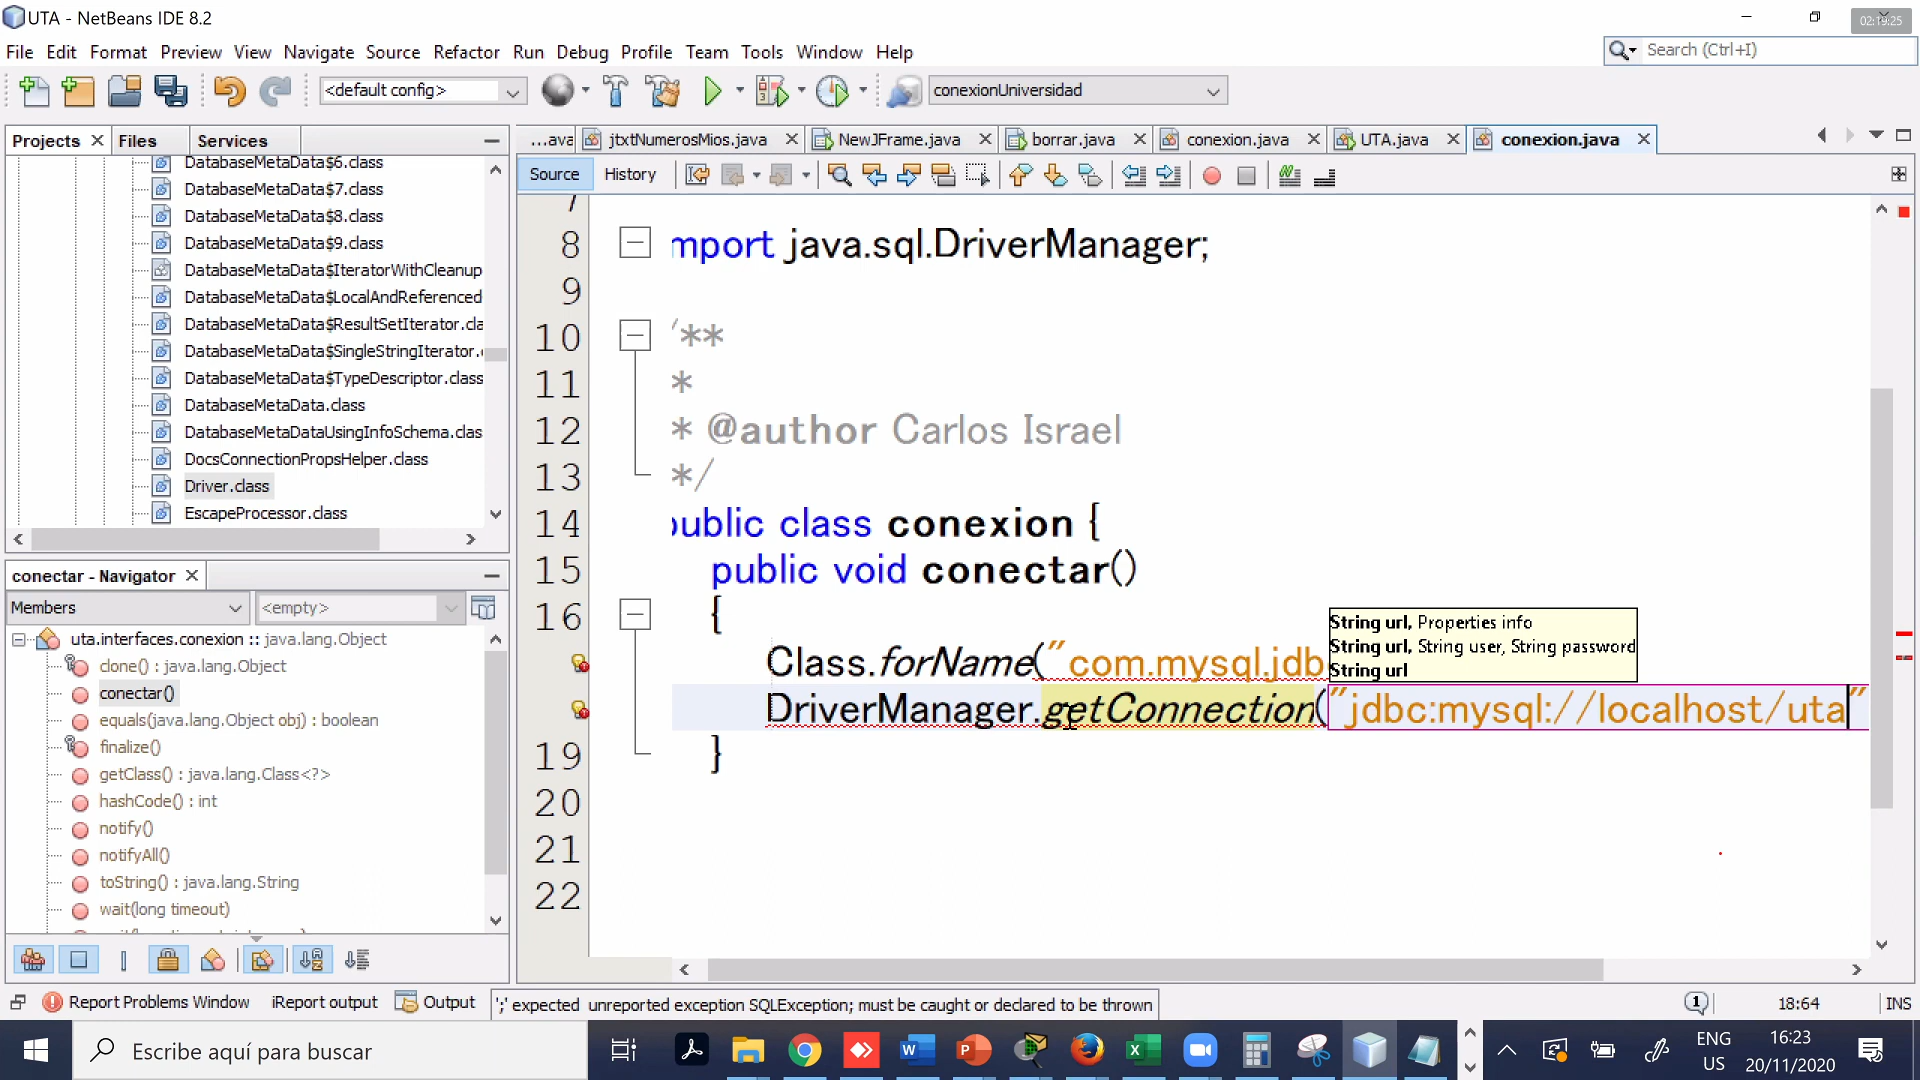 UTA - NetBeans IDE 8.2
02:19:25
File Edit Format Preview View Navigate Source Refactor Run Debug Profile Team Tools Window Help
Search (Ctrl+I)
<default config>
conexionUniversidad
Projects Files Services
...ava jtxtNumerosMios.java NewJFrame.java borrar.java conexion.java UTA.java conexion.java
Source History
DatabaseMetaData$6.class
DatabaseMetaData$7.class
DatabaseMetaData$8.class
DatabaseMetaData$9.class
DatabaseMetaData$IteratorWithCleanup
DatabaseMetaData$LocalAndReferenced
DatabaseMetaData$ResultSetIterator.cla
DatabaseMetaData$SingleStringIterator.
DatabaseMetaData$TypeDescriptor.class
DatabaseMetaData.class
DatabaseMetaDataUsingInfoSchema.clas
DocsConnectionPropsHelper.class
Driver.class
EscapeProcessor.class
conectar - Navigator
Members
<empty>
uta.interfaces.conexion :: java.lang.Object
clone() : java.lang.Object
conectar()
equals(java.lang.Object obj) : boolean
finalize()
getClass() : java.lang.Class<?>
hashCode() : int
notify()
notifyAll()
toString() : java.lang.String
wait(long timeout)
7
8 mport java.sql.DriverManager;
9
10 /**
11 *
12 * @author Carlos Israel
13 */
14 public class conexion {
15 public void conectar()
16 {
String url, Properties info
String url, String user, String password
String url
Class.forName("com.mysql.jdb
DriverManager.getConnection("jdbc:mysql://localhost/uta"
19 }
20
21
22
Report Problems Window iReport output Output
';' expected unreported exception SQLException; must be caught or declared to be thrown
1
18:64
INS
Escribe aquí para buscar
ENG
US
16:23
20/11/2020